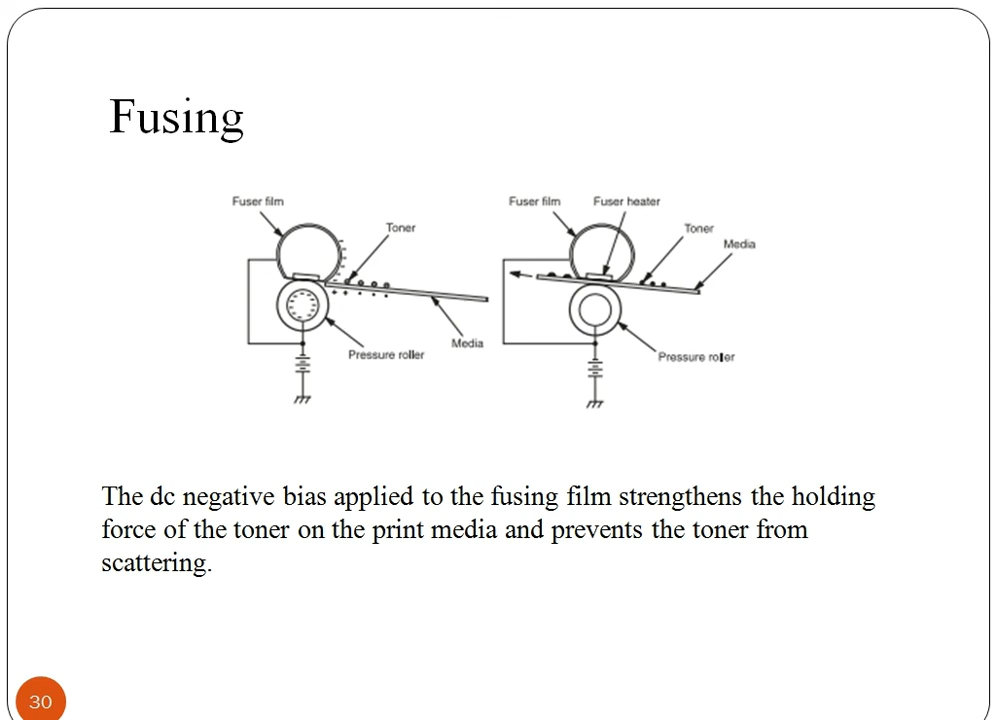 Fusing
Fuser film
Toner
Media
Pressure roller
Fuser film
Fuser heater
Toner
Media
Pressure roller
The dc negative bias applied to the fusing film strengthens the holding
force of the toner on the print media and prevents the toner from
scattering.
30